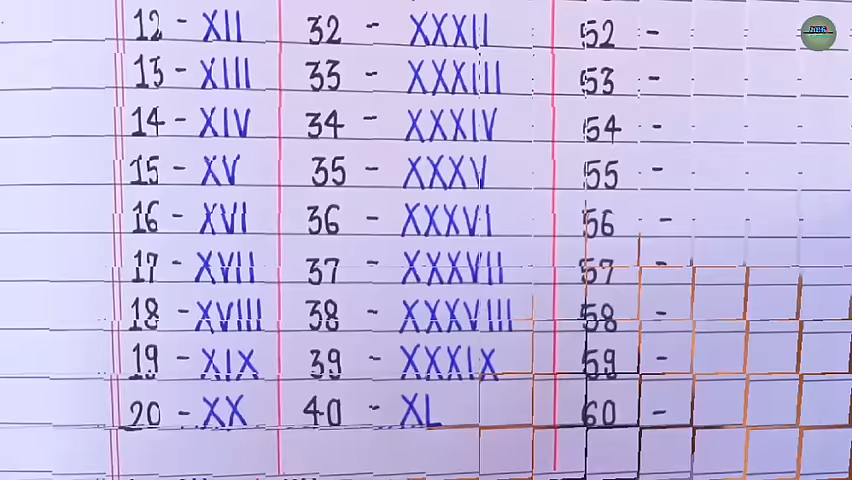 12 - XII 32 - XXXII 52 -
13 - XIII 33 - XXXIII 53 -
14 - XIV 34 - XXXIV 54 -
15 - XV 35 - XXXV 55 -
16 - XVI 36 - XXXVI 56 -
17 - XVII 37 - XXXVII 57 -
18 - XVIII 38 - XXXVIII 58 -
19 - XIX 39 - XXXIX 59 -
20 - XX 40 - XL 60 -